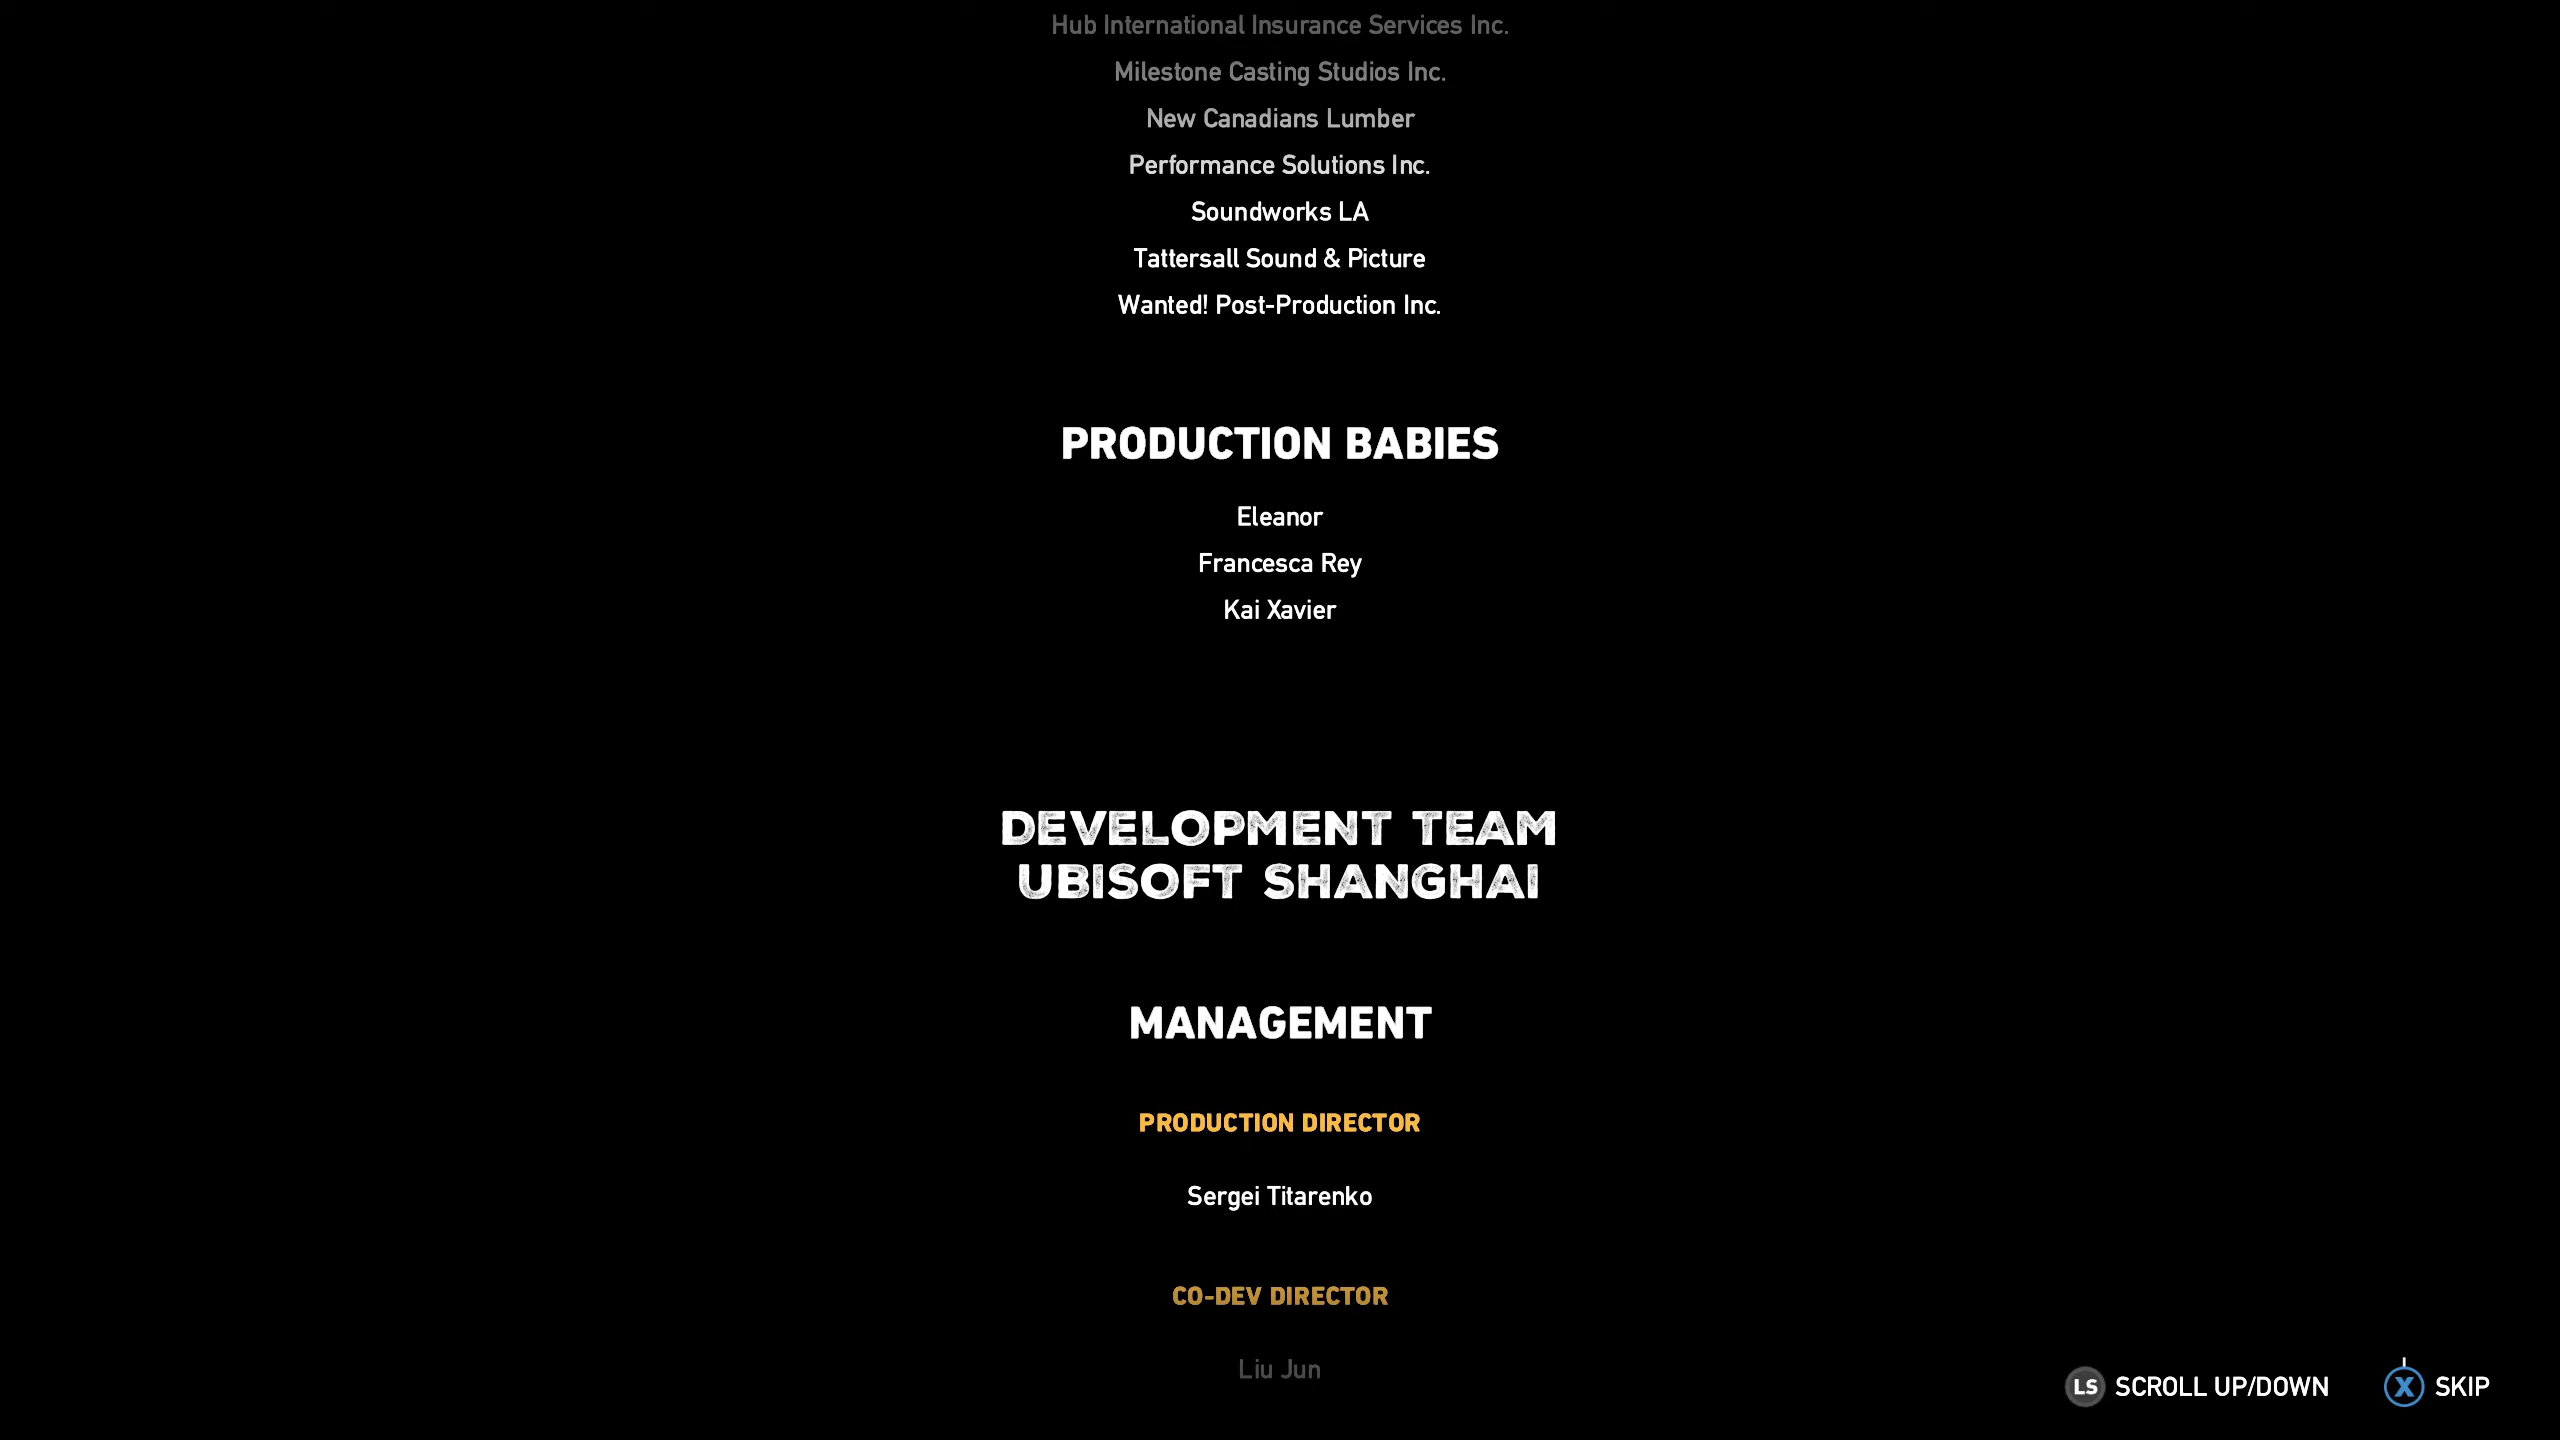 Hub International Insurance Services Inc.
Milestone Casting Studios Inc.
New Canadians Lumber
Performance Solutions Inc.
Soundworks LA
Tattersall Sound & Picture
Wanted! Post-Production Inc.
PRODUCTION BABIES
Eleanor
Francesca Rey
Kai Xavier
DEVELOPMENT TEAM
UBISOFT SHANGHAI
MANAGEMENT
PRODUCTION DIRECTOR
Sergei Titarenko
CO-DEV DIRECTOR
Liu Jun
LS SCROLL UP/DOWN X SKIP